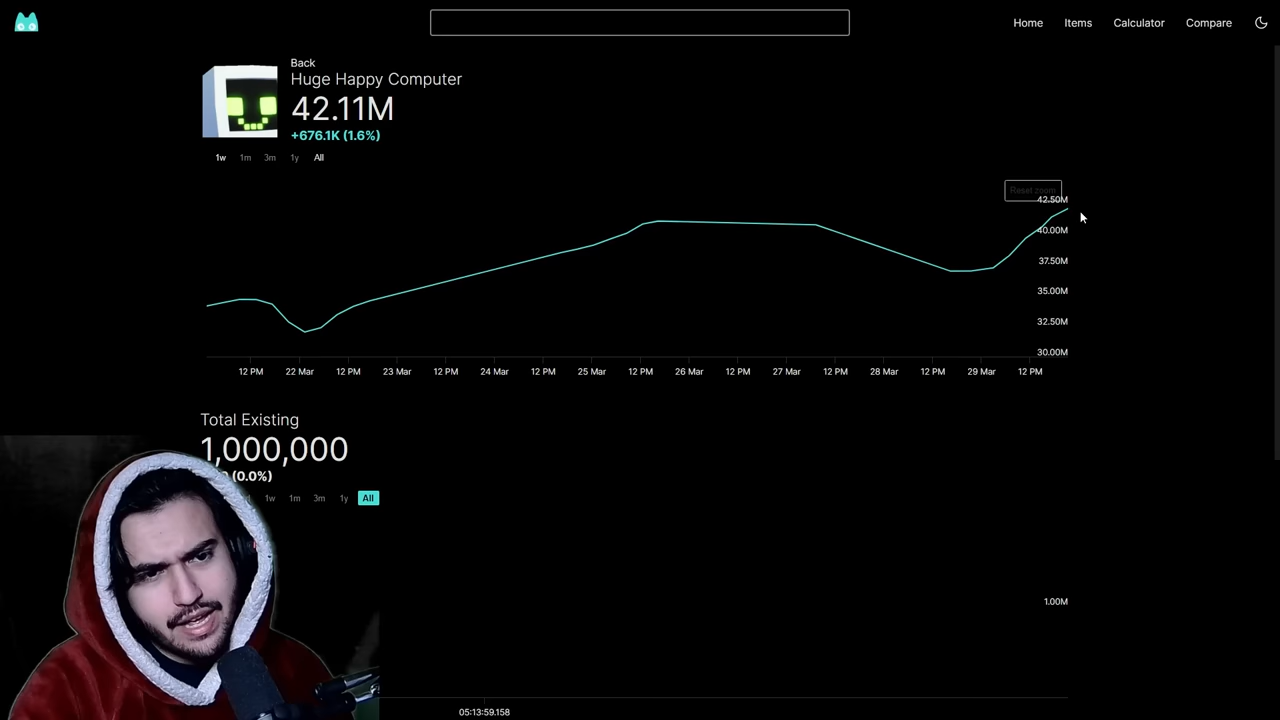 Home Items Calculator Compare
Back
Huge Happy Computer
42.11M
+676.1K (1.6%)
1w 1m 3m 1y All
Reset zoom
42.50M
40.00M
37.50M
35.00M
32.50M
30.00M
12 PM 22 Mar 12 PM 23 Mar 12 PM 24 Mar 12 PM 25 Mar 12 PM 26 Mar 12 PM 27 Mar 12 PM 28 Mar 12 PM 29 Mar 12 PM
Total Existing
1,000,000
(0.0%)
1w 1m 3m 1y All
1.00M
05:13:59.158